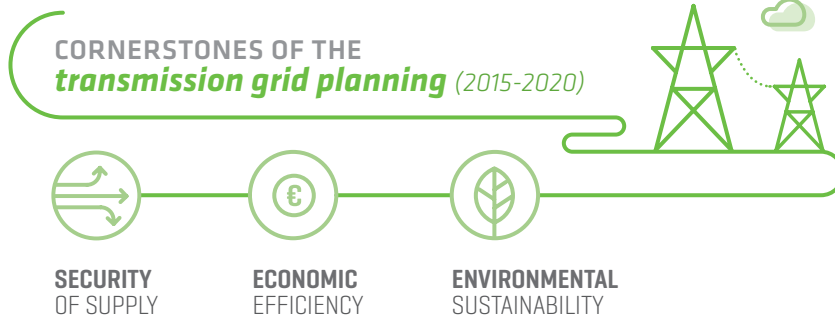 CORNERSTONES OF THE
transmission grid planning (2015-2020)
€
SECURITY
OF SUPPLY
ECONOMIC
EFFICIENCY
ENVIRONMENTAL
SUSTAINABILITY